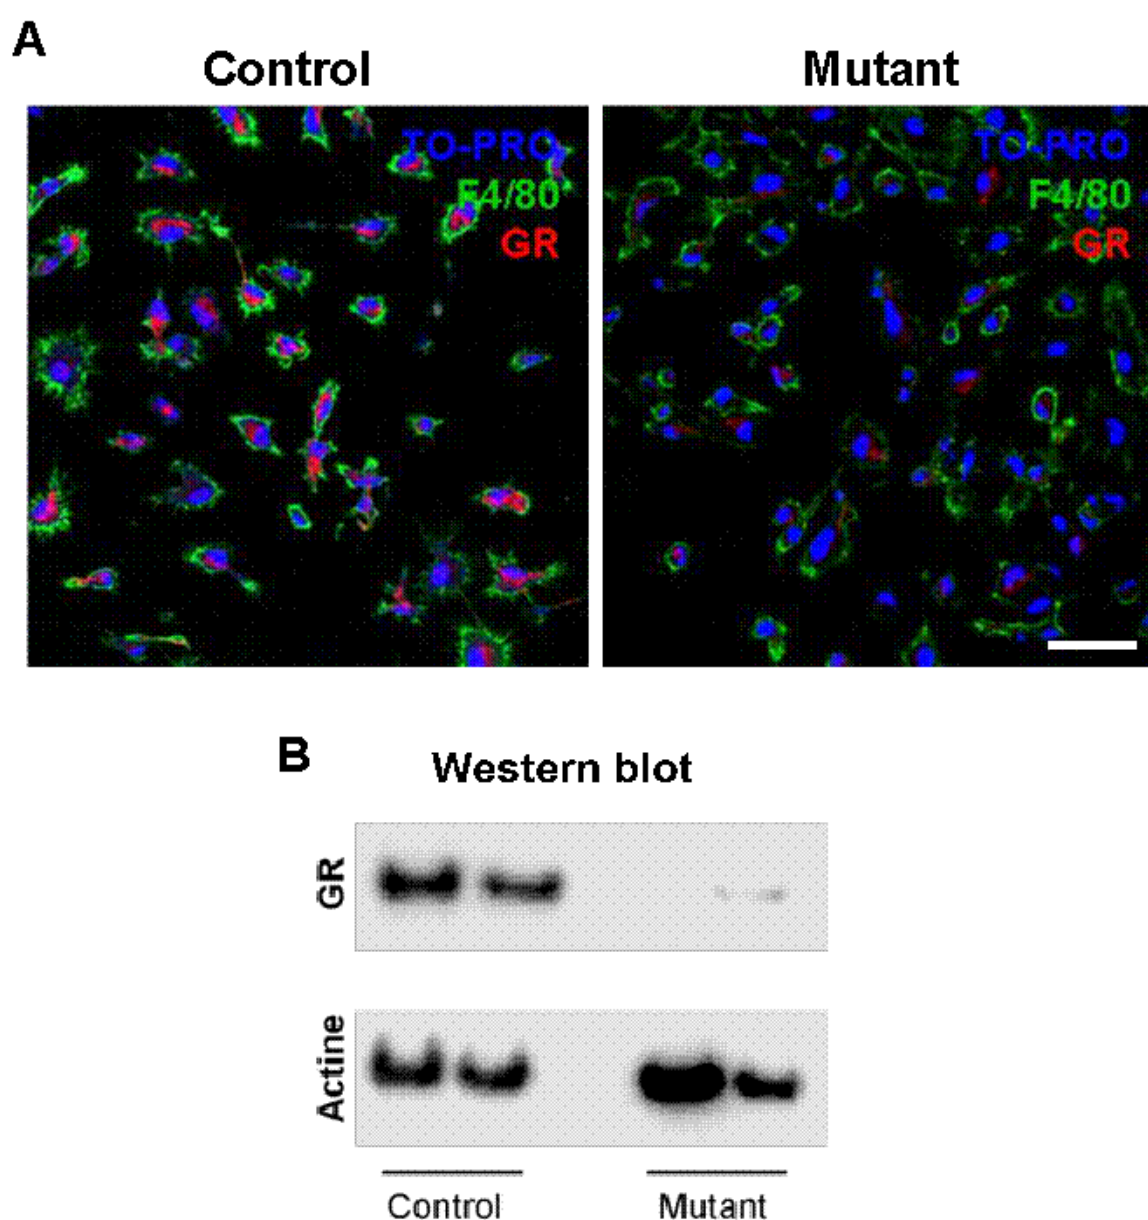 A
Control
Mutant
TO-PRO
F4/80
GR
TO-PRO
F4/80
GR
B
Western blot
GR
Actine
Control
Mutant